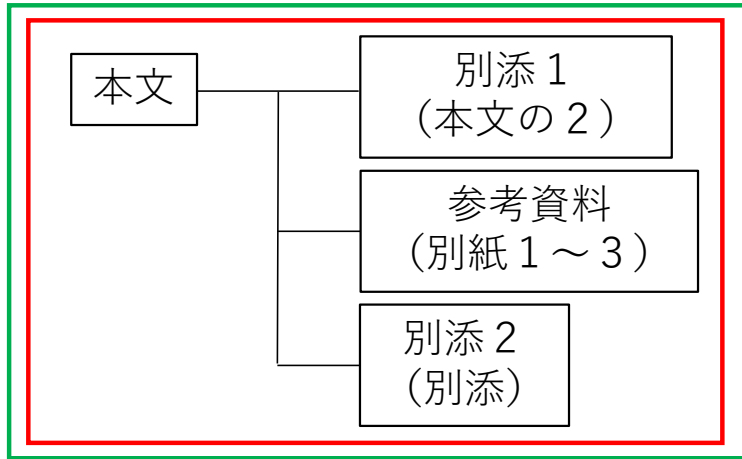 本文
別添１
(本文の２)
参考資料
(別紙１～３)
別添２
(別添)